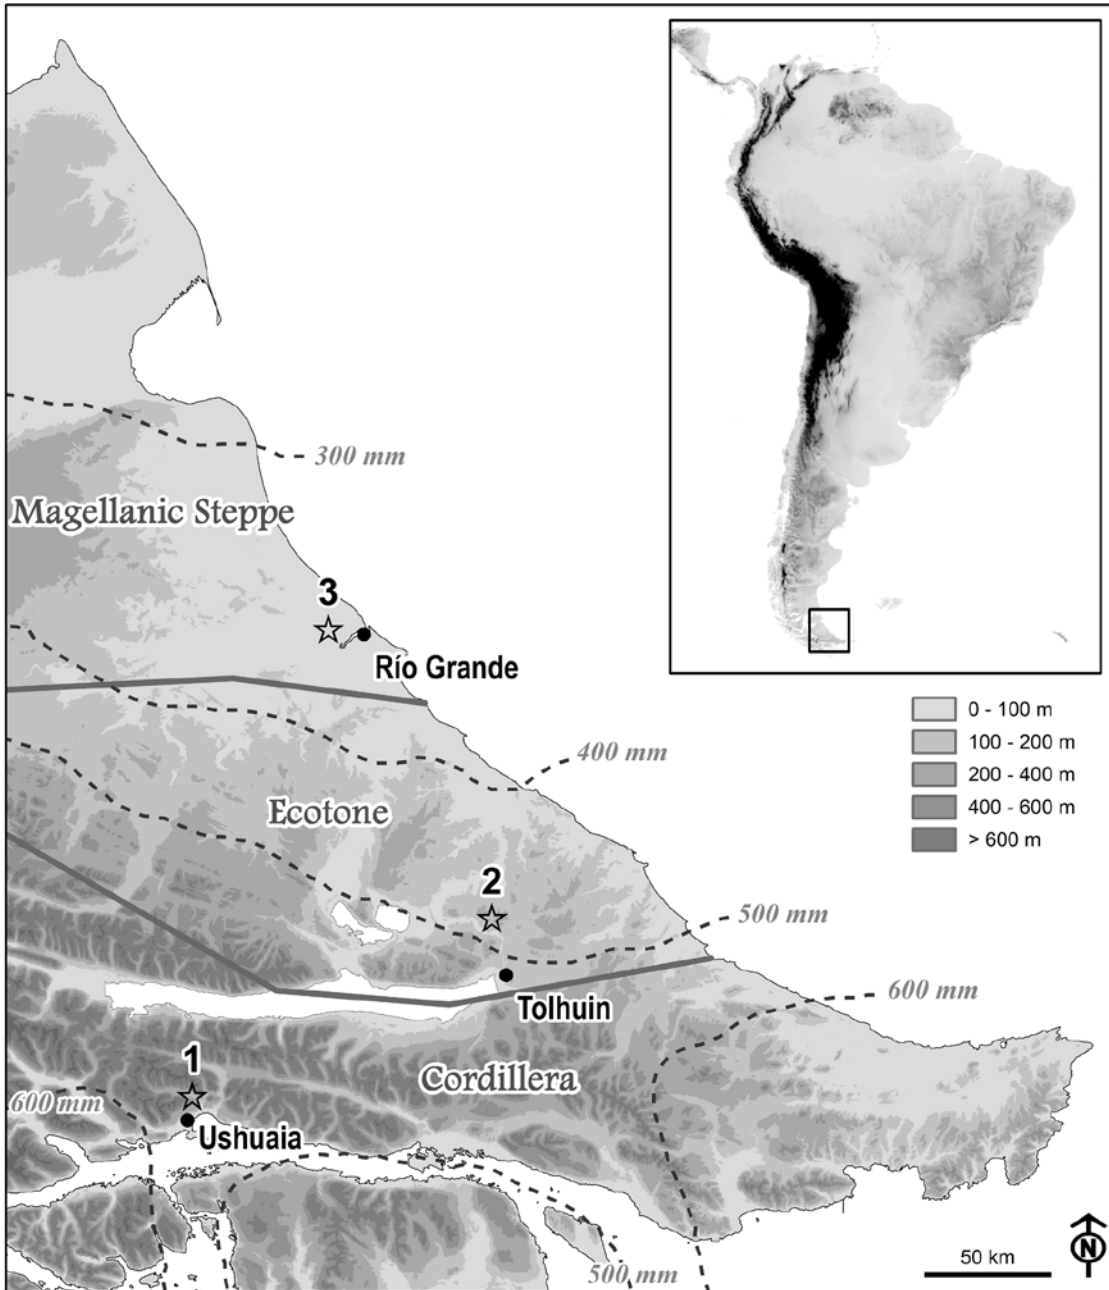 300 mm
Magellanic Steppe
3
Río Grande
0 - 100 m
100 - 200 m
200 - 400 m
400 - 600 m
> 600 m
400 mm
Ecotone
2
500 mm
Tolhuin
600 mm
1
Cordillera
600 mm
Ushuaia
500 mm
50 km
N